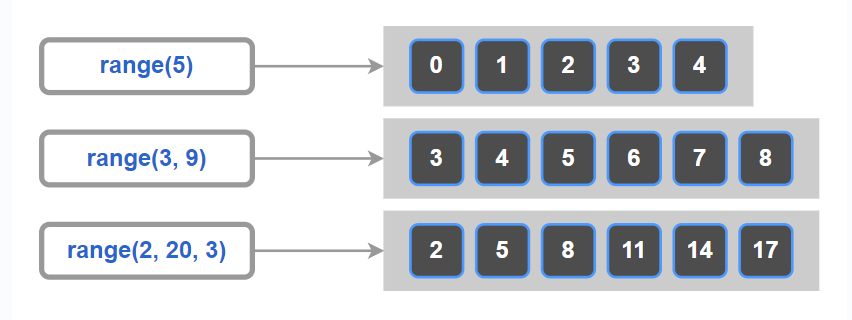 range(5) 0 1 2 3 4
range(3, 9) 3 4 5 6 7 8
range(2, 20, 3) 2 5 8 11 14 17